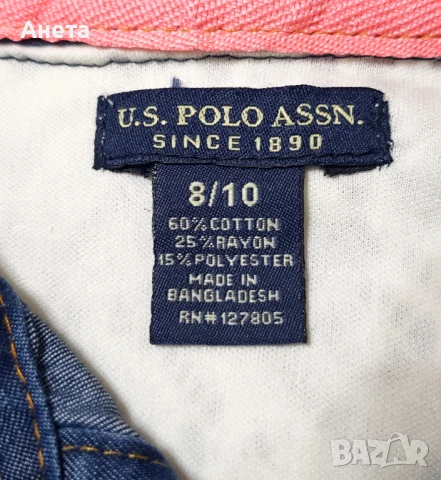 Анета
U.S. POLO ASSN.
SINCE 1890
8/10
60% COTTON
25% RAYON
15% POLYESTER
MADE IN
BANGLADESH
RN# 127805
BAZAR